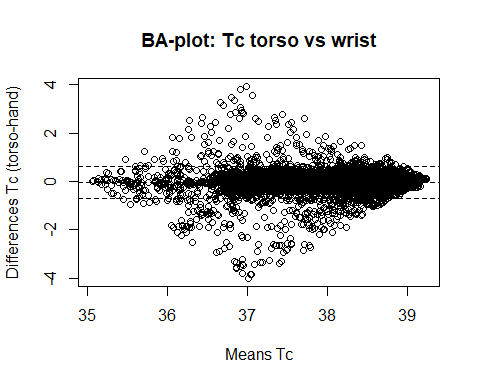 BA-plot: Tc torso vs wrist
Differences Tc (torso-hand)
4
2
0
-2
-4
35 36 37 38 39
Means Tc